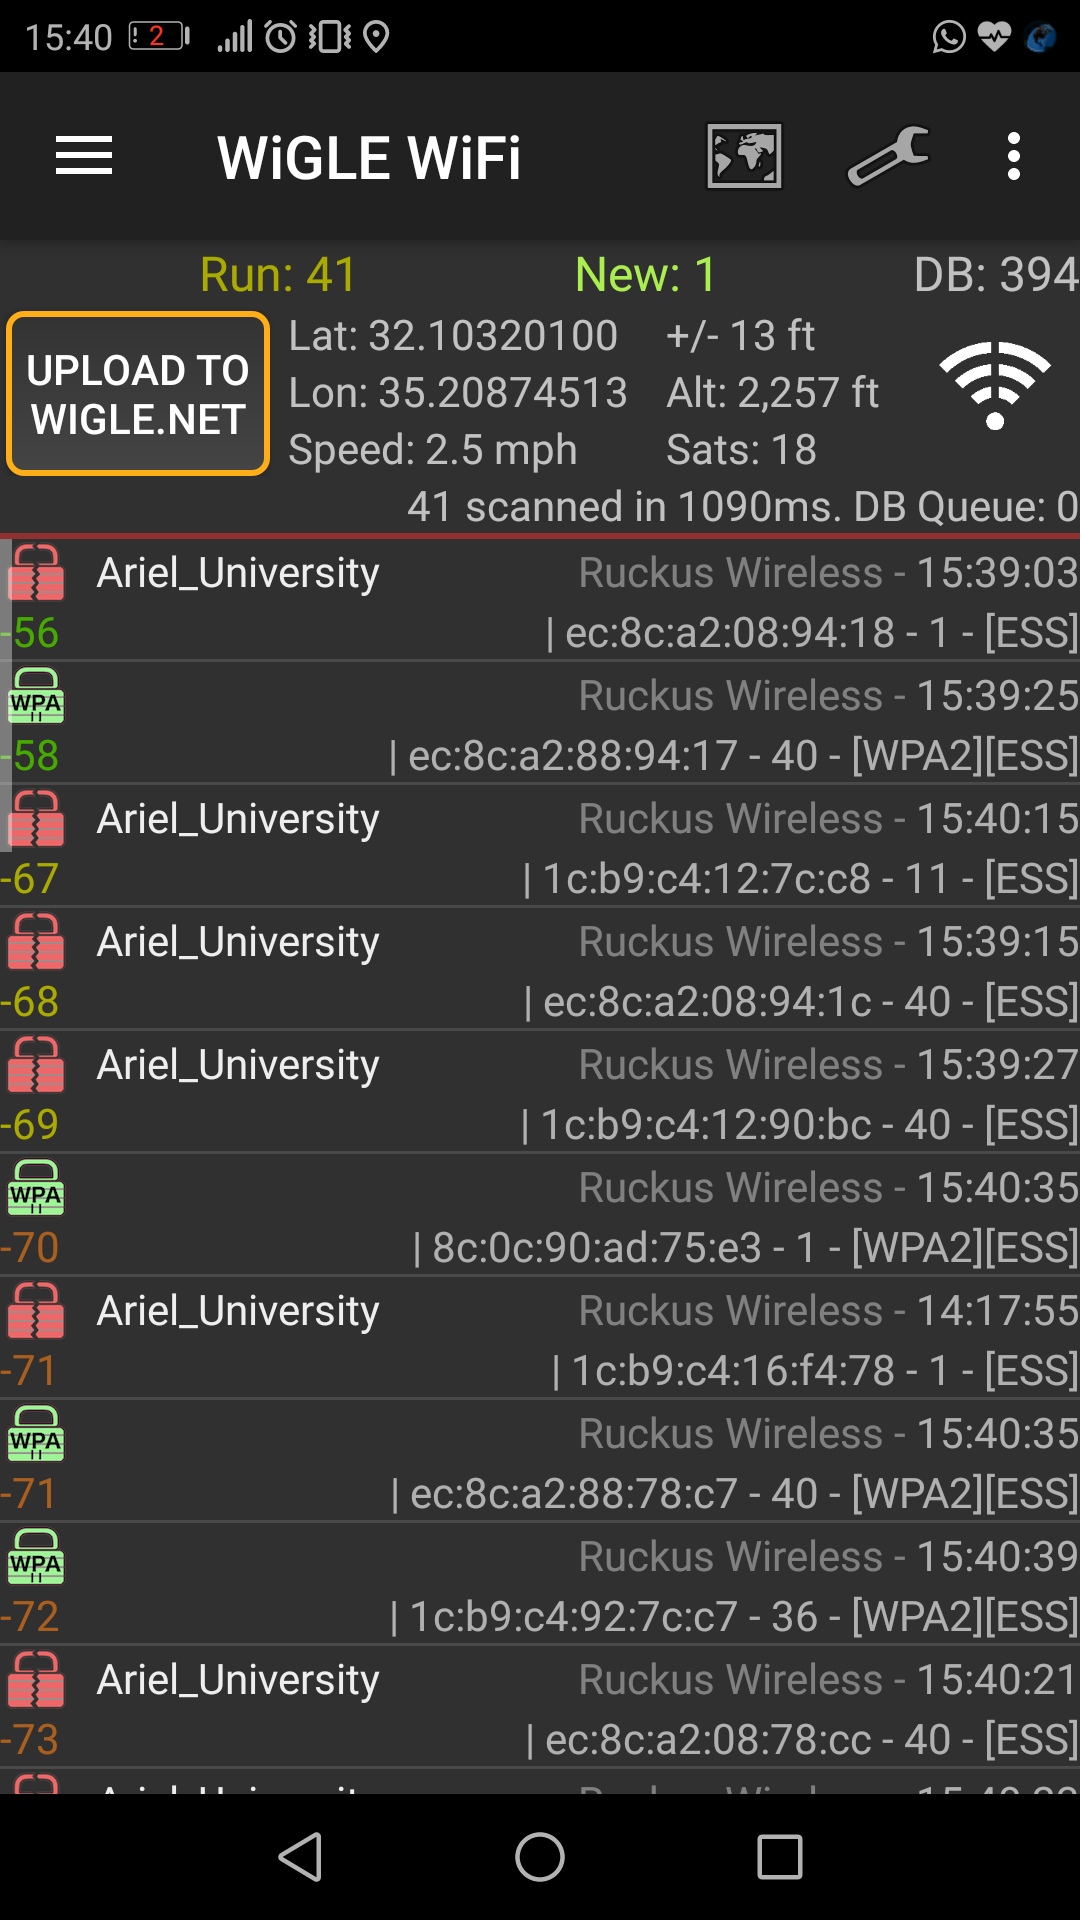 15:40 ! 2
WiGLE WiFi
Run: 41 New: 1 DB: 394
UPLOAD TO
WIGLE.NET
Lat: 32.10320100 +/- 13 ft
Lon: 35.20874513 Alt: 2,257 ft
Speed: 2.5 mph Sats: 18
41 scanned in 1090ms. DB Queue: 0
Ariel_University Ruckus Wireless - 15:39:03
-56 | ec:8c:a2:08:94:18 - 1 - [ESS]
WPA II Ruckus Wireless - 15:39:25
-58 | ec:8c:a2:88:94:17 - 40 - [WPA2][ESS]
Ariel_University Ruckus Wireless - 15:40:15
-67 | 1c:b9:c4:12:7c:c8 - 11 - [ESS]
Ariel_University Ruckus Wireless - 15:39:15
-68 | ec:8c:a2:08:94:1c - 40 - [ESS]
Ariel_University Ruckus Wireless - 15:39:27
-69 | 1c:b9:c4:12:90:bc - 40 - [ESS]
WPA II Ruckus Wireless - 15:40:35
-70 | 8c:0c:90:ad:75:e3 - 1 - [WPA2][ESS]
Ariel_University Ruckus Wireless - 14:17:55
-71 | 1c:b9:c4:16:f4:78 - 1 - [ESS]
WPA II Ruckus Wireless - 15:40:35
-71 | ec:8c:a2:88:78:c7 - 40 - [WPA2][ESS]
WPA II Ruckus Wireless - 15:40:39
-72 | 1c:b9:c4:92:7c:c7 - 36 - [WPA2][ESS]
Ariel_University Ruckus Wireless - 15:40:21
-73 | ec:8c:a2:08:78:cc - 40 - [ESS]
Ariel_University Ruckus Wireless